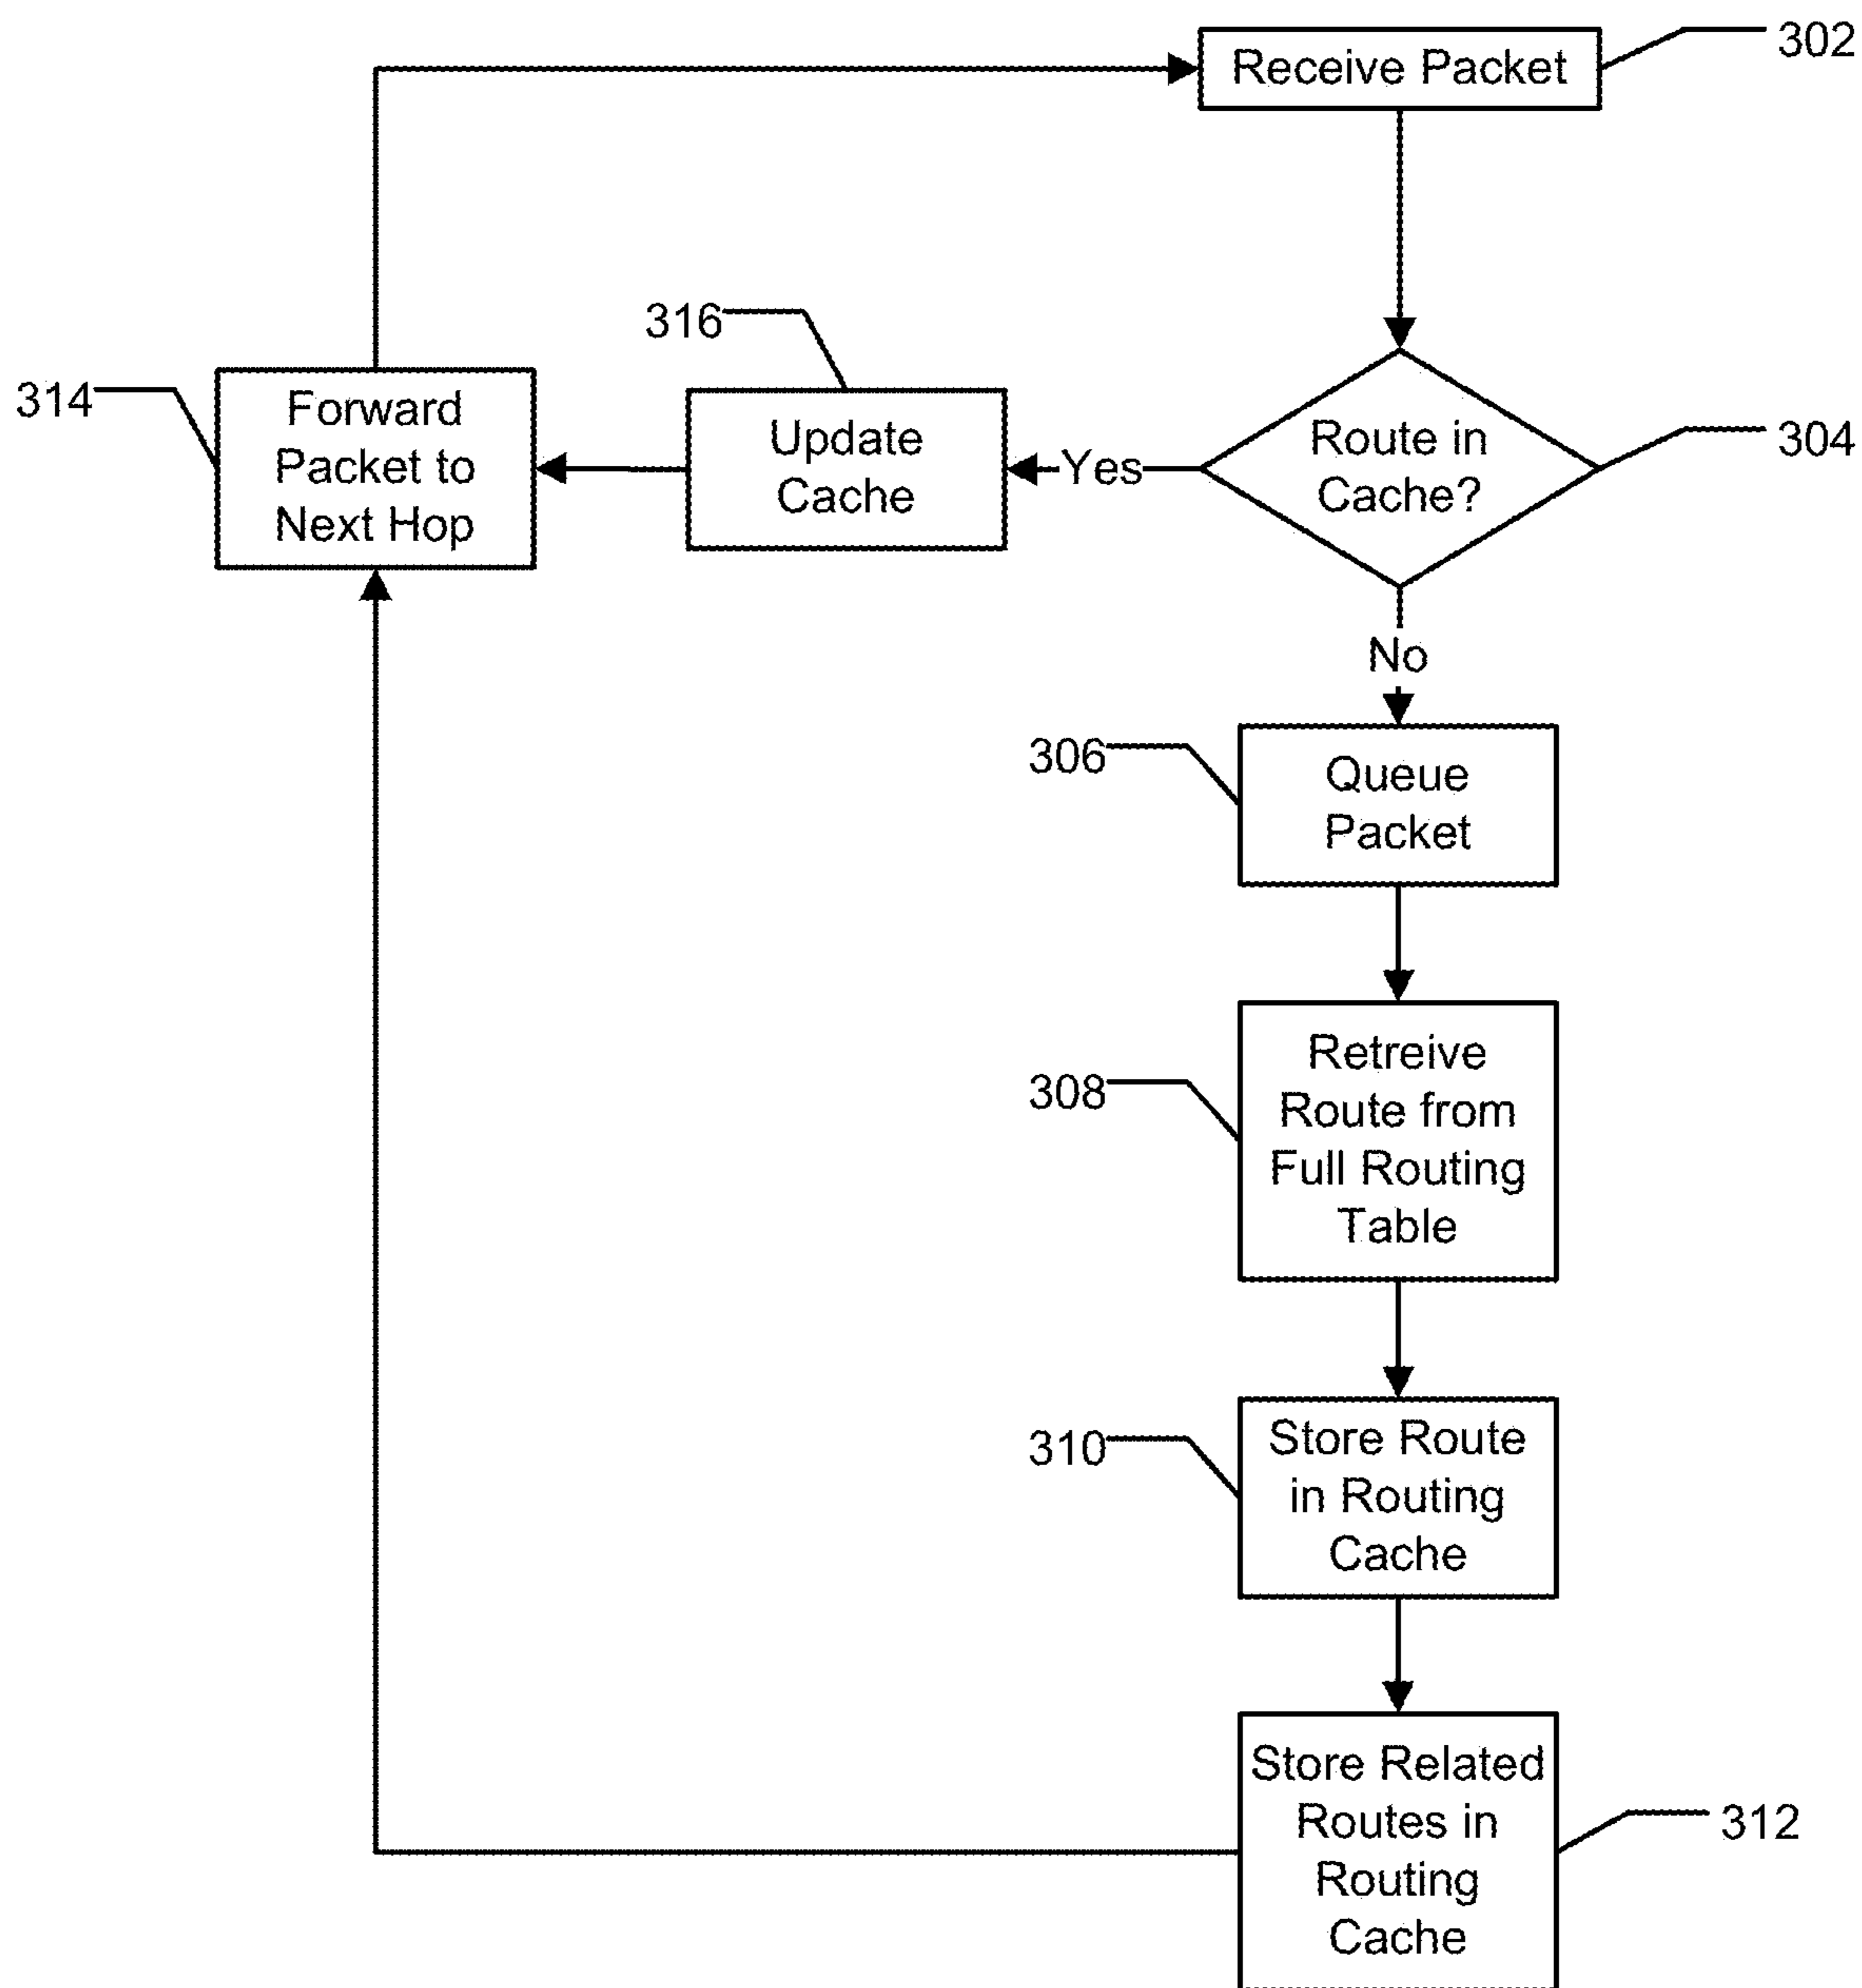 Receive Packet
302
316
314
Forward
Packet to
Next Hop
Update
Cache
Yes
Route in
Cache?
304
No
306
Queue
Packet
308
Retreive
Route from
Full Routing
Table
310
Store Route
in Routing
Cache
Store Related
Routes in
Routing
Cache
312